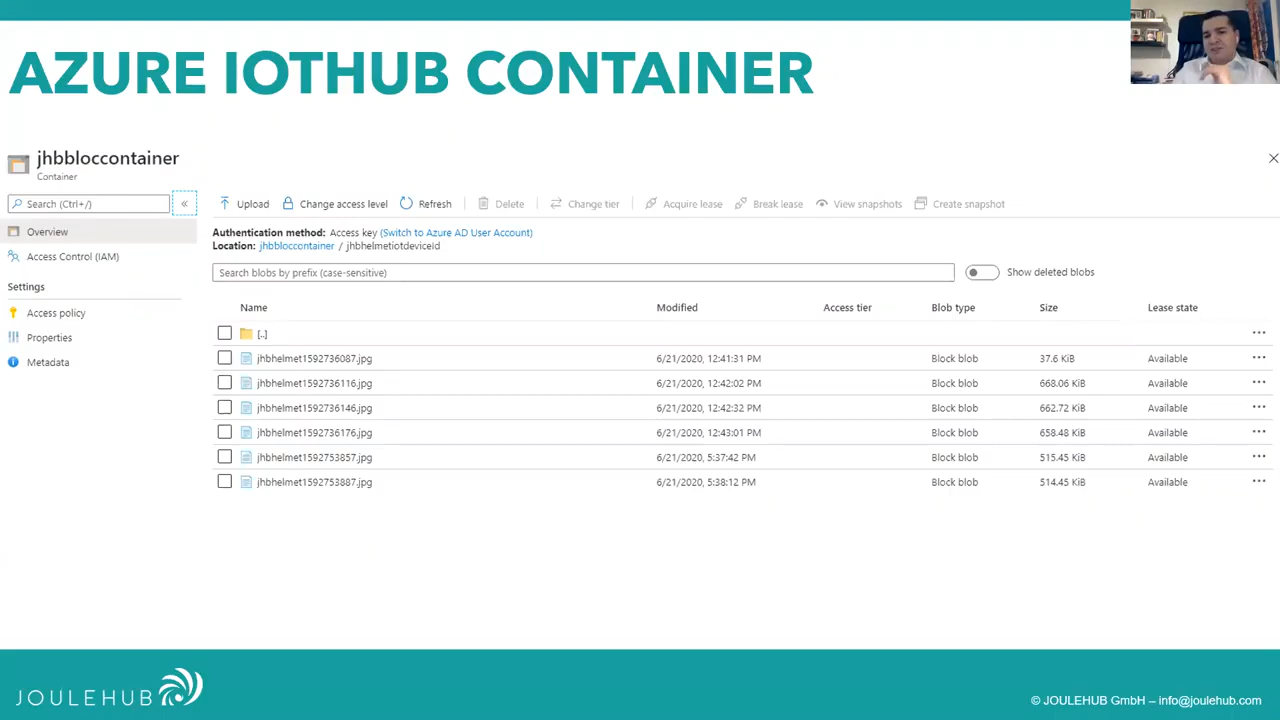 AZURE IOTHUB CONTAINER
jhbbloccontainer
Container
Search (Ctrl+/)
«
Upload Change access level Refresh Delete Change tier Acquire lease Break lease View snapshots Create snapshot
Overview
Access Control (IAM)
Settings
Access policy
Properties
Metadata
Authentication method: Access key (Switch to Azure AD User Account)
Location: jhbbloccontainer / jhbhelmetiotdeviceid
Search blobs by prefix (case-sensitive)
Show deleted blobs
Name Modified Access tier Blob type Size Lease state
[..]
jhbhelmet1592736087.jpg 6/21/2020, 12:41:31 PM Block blob 37.6 KiB Available
jhbhelmet1592736116.jpg 6/21/2020, 12:42:02 PM Block blob 668.06 KiB Available
jhbhelmet1592736146.jpg 6/21/2020, 12:42:32 PM Block blob 662.72 KiB Available
jhbhelmet1592736176.jpg 6/21/2020, 12:43:01 PM Block blob 658.48 KiB Available
jhbhelmet1592753857.jpg 6/21/2020, 5:37:42 PM Block blob 515.45 KiB Available
jhbhelmet1592753887.jpg 6/21/2020, 5:38:12 PM Block blob 514.45 KiB Available
JOULEHUB
© JOULEHUB GmbH – info@joulehub.com